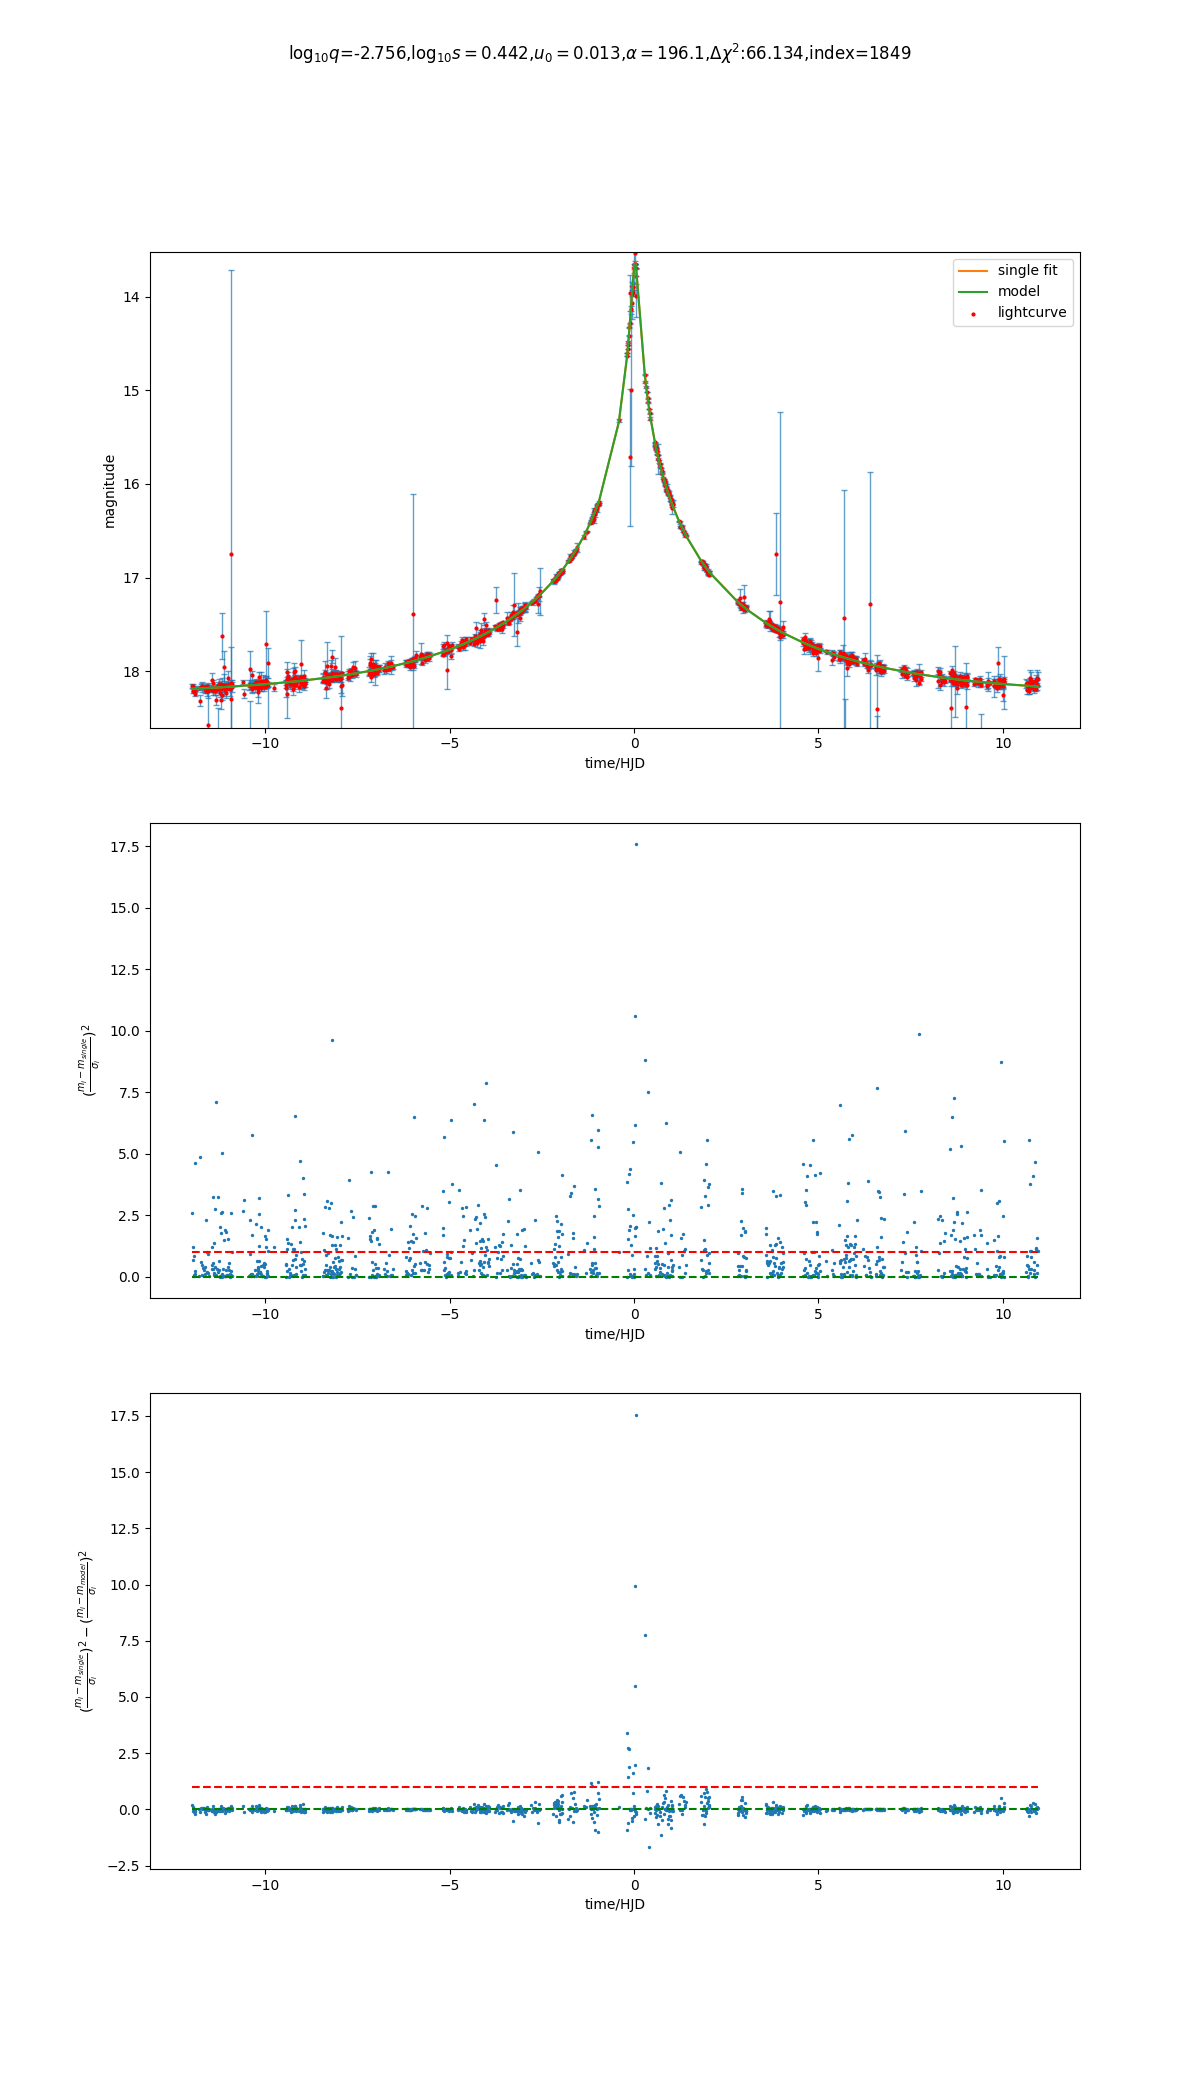 log₁₀q=-2.756,log₁₀s = 0.442,u₀ = 0.013,α = 196.1,Δχ²:66.134,index=1849
single fit
model
lightcurve
magnitude
14
15
16
17
18
−10 −5 0 5 10
time/HJD
((mᵢ − m_single)/σᵢ)²
17.5
15.0
12.5
10.0
7.5
5.0
2.5
0.0
−10 −5 0 5 10
time/HJD
((mᵢ − m_single)/σᵢ)² − ((mᵢ − m_model)/σᵢ)²
17.5
15.0
12.5
10.0
7.5
5.0
2.5
0.0
−2.5
−10 −5 0 5 10
time/HJD